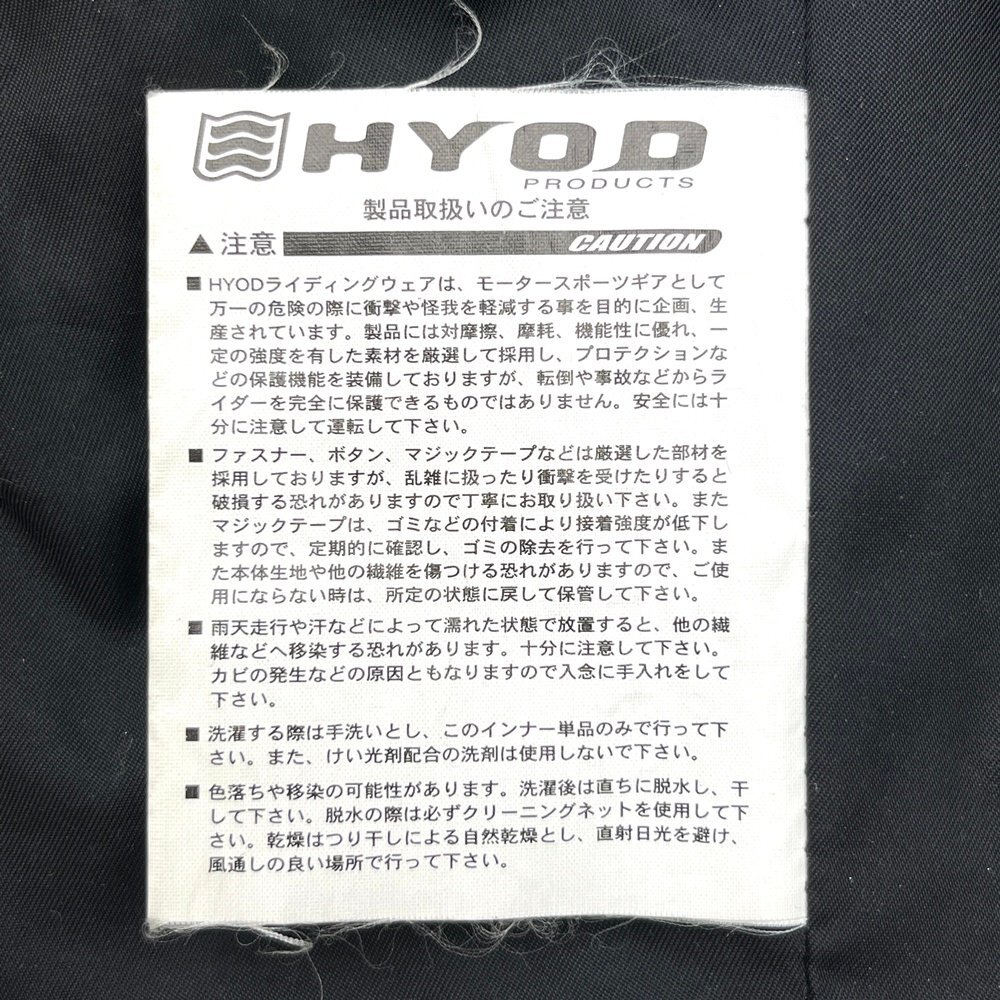 HYOD
PRODUCTS
製品取扱いのご注意
▲注意 CAUTION
■ HYODライディングウェアは、モータースポーツギアとして
万一の危険の際に衝撃や怪我を軽減する事を目的に企画、生
産されています。製品には対摩擦、摩耗、機能性に優れ、一
定の強度を有した素材を厳選して採用し、プロテクションな
どの保護機能を装備しておりますが、転倒や事故などからラ
イダーを完全に保護できるものではありません。安全には十
分に注意して運転して下さい。
■ ファスナー、ボタン、マジックテープなどは厳選した部材を
採用しておりますが、乱雑に扱ったり衝撃を受けたりすると
破損する恐れがありますので丁寧にお取り扱い下さい。また
マジックテープは、ゴミなどの付着により接着強度が低下し
ますので、定期的に確認し、ゴミの除去を行って下さい。ま
た本体生地や他の繊維を傷つける恐れがありますので、ご使
用にならない時は、所定の状態に戻して保管して下さい。
■ 雨天走行や汗などによって濡れた状態で放置すると、他の繊
維などへ移染する恐れがあります。十分に注意して下さい。
カビの発生などの原因ともなりますので入念に手入れをして
下さい。
■ 洗濯する際は手洗いとし、このインナー単品のみで行って下
さい。また、けい光剤配合の洗剤は使用しないで下さい。
■ 色落ちや移染の可能性があります。洗濯後は直ちに脱水し、干
して下さい。脱水の際は必ずクリーニングネットを使用して下
さい。乾燥はつり干しによる自然乾燥とし、直射日光を避け、
風通しの良い場所で行って下さい。